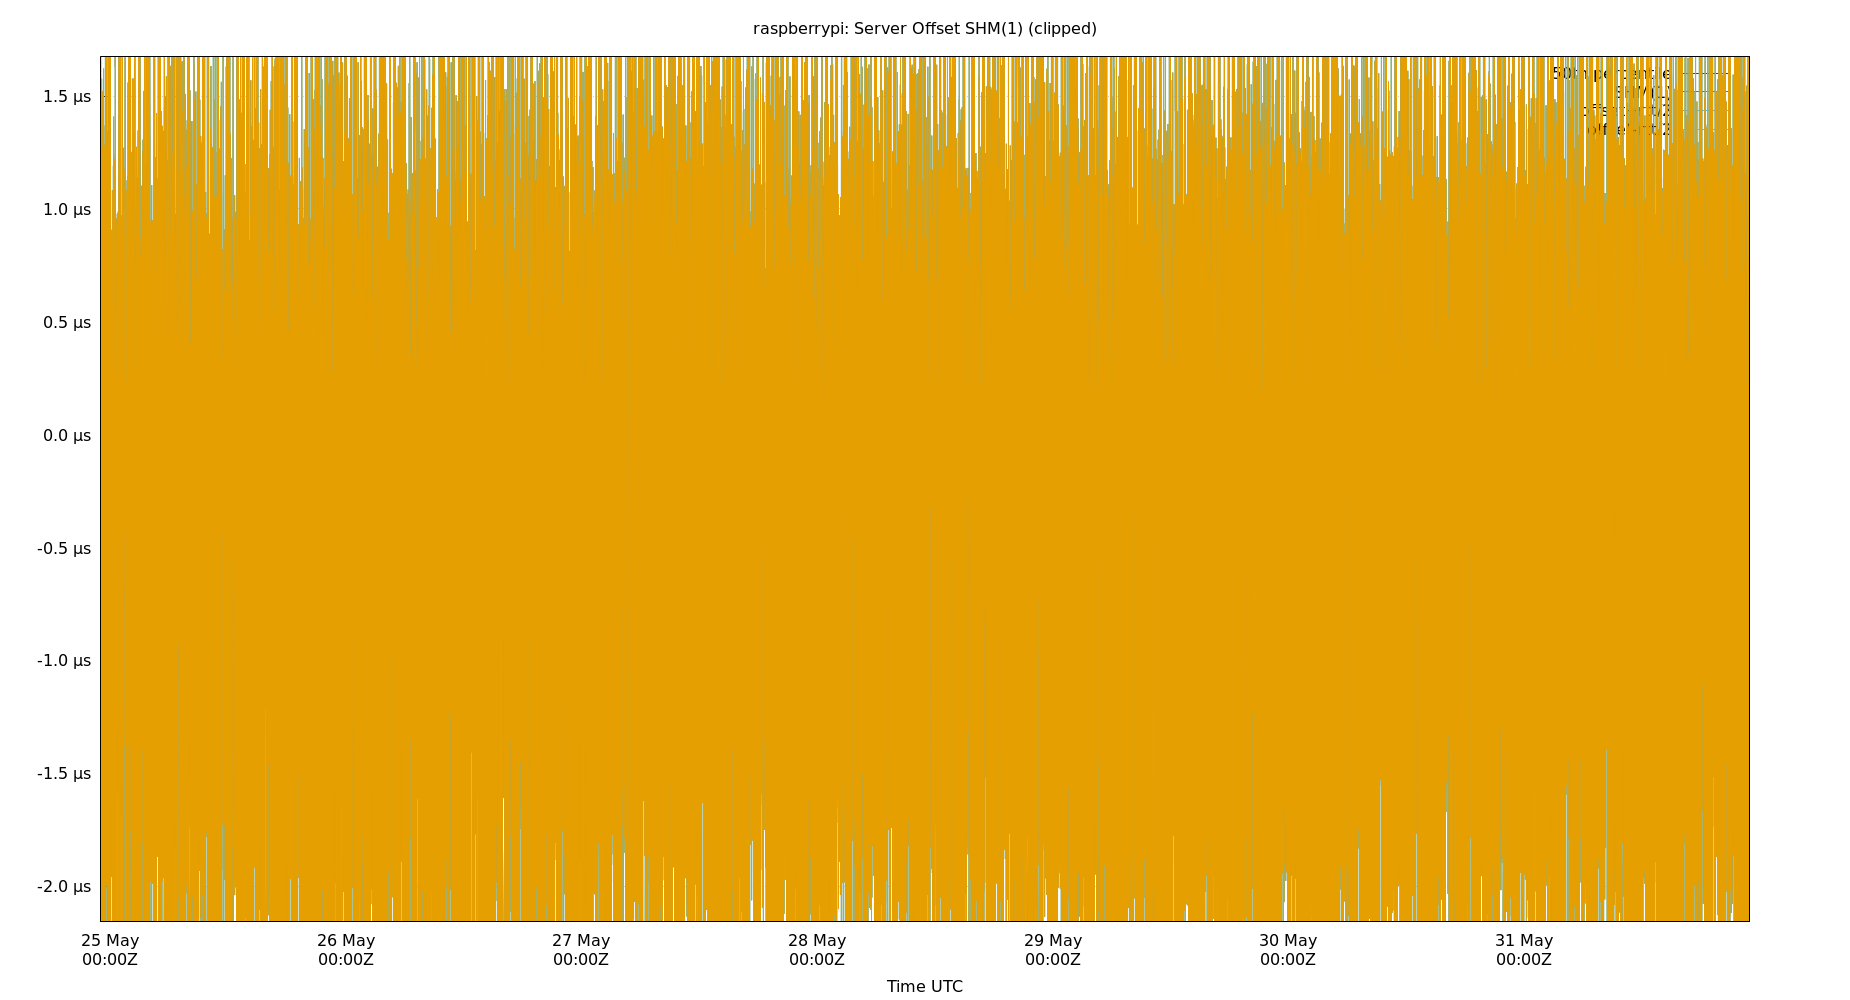 raspberrypi: Server Offset SHM(1) (clipped)
1.5 µs
1.0 µs
0.5 µs
0.0 µs
-0.5 µs
-1.0 µs
-1.5 µs
-2.0 µs
25 May
00:00Z
26 May
00:00Z
27 May
00:00Z
28 May
00:00Z
29 May
00:00Z
30 May
00:00Z
31 May
00:00Z
Time UTC